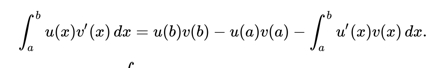 ∫_a^b u(x)v′(x) dx = u(b)v(b) − u(a)v(a) − ∫_a^b u′(x)v(x) dx.